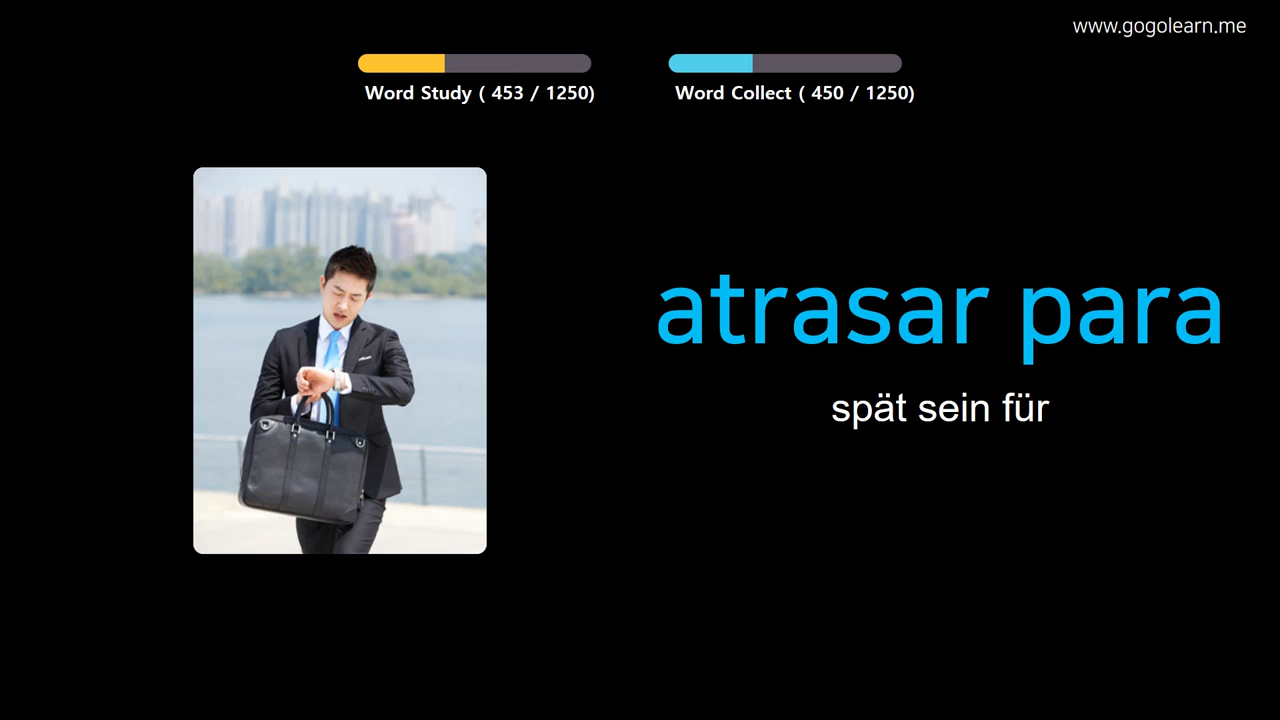 www.gogolearn.me
Word Study ( 453 / 1250)
Word Collect ( 450 / 1250)
atrasar para
spät sein für